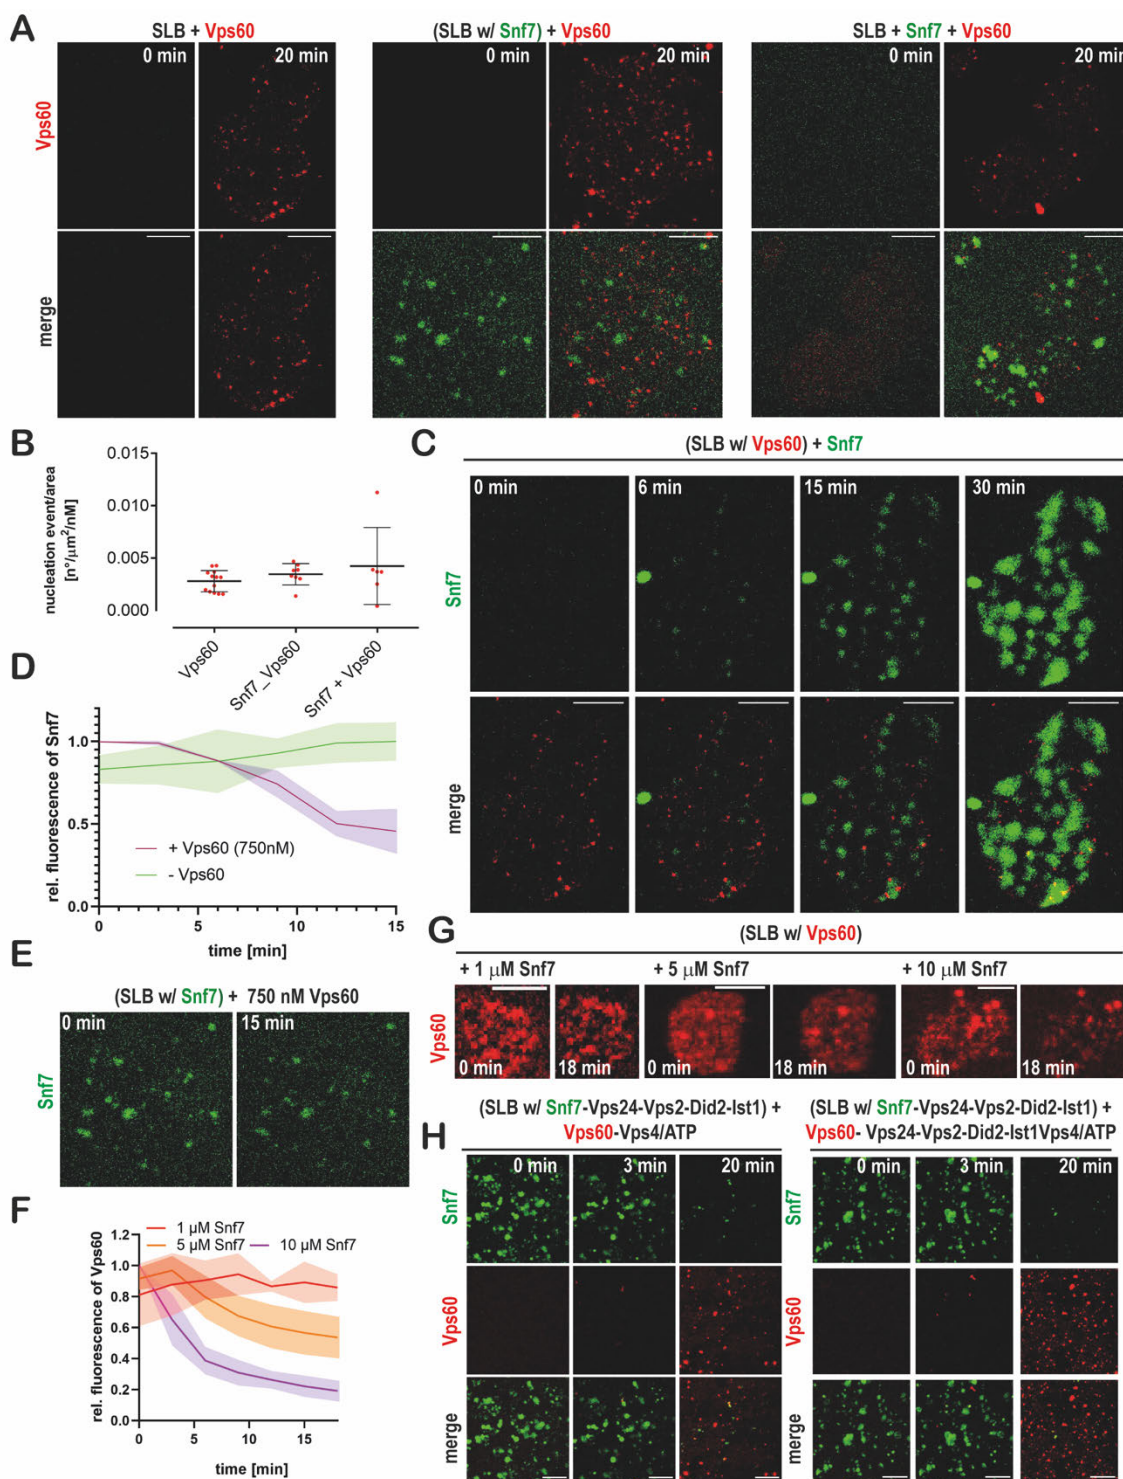 A
SLB + Vps60
(SLB w/ Snf7) + Vps60
SLB + Snf7 + Vps60
0 min
20 min
0 min
20 min
0 min
20 min
Vps60
merge
B
nucleation event/area
[n°/µm²/nM]
0.015
0.010
0.005
0.000
Vps60
Snf7_Vps60
Snf7 + Vps60
C
(SLB w/ Vps60) + Snf7
0 min
6 min
15 min
30 min
Snf7
merge
D
rel. fluorescence of Snf7
1.0
0.5
0.0
+ Vps60 (750nM)
- Vps60
0
5
10
15
time [min]
E
(SLB w/ Snf7) + 750 nM Vps60
0 min
15 min
Snf7
F
rel. fluorescence of Vps60
1 µM Snf7
5 µM Snf7
10 µM Snf7
1.2
1.0
0.8
0.6
0.4
0.2
0.0
0
5
10
15
time [min]
G
(SLB w/ Vps60)
+ 1 µM Snf7
+ 5 µM Snf7
+ 10 µM Snf7
Vps60
0 min
18 min
0 min
18 min
0 min
18 min
H
(SLB w/ Snf7-Vps24-Vps2-Did2-Ist1) +
Vps60-Vps4/ATP
(SLB w/ Snf7-Vps24-Vps2-Did2-Ist1) +
Vps60- Vps24-Vps2-Did2-Ist1Vps4/ATP
0 min
3 min
20 min
0 min
3 min
20 min
Snf7
Vps60
merge
Snf7
Vps60
merge